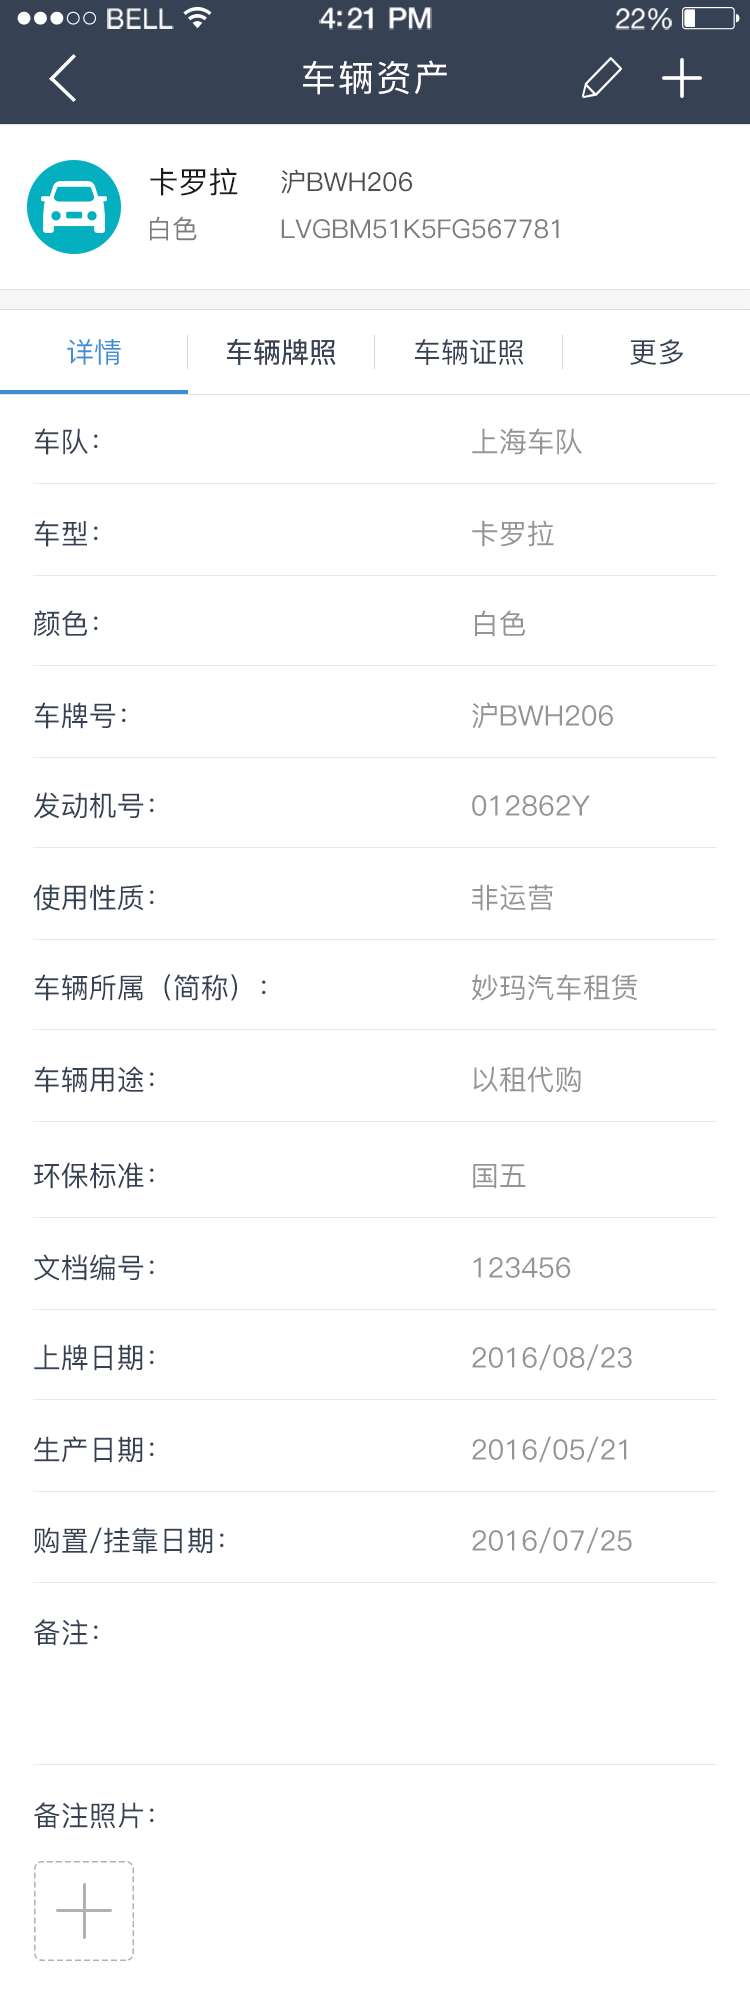 BELL 4:21 PM 22%
车辆资产
卡罗拉 沪BWH206
白色 LVGBM51K5FG567781
详情 车辆牌照 车辆证照 更多
车队: 上海车队
车型: 卡罗拉
颜色: 白色
车牌号: 沪BWH206
发动机号: 012862Y
使用性质: 非运营
车辆所属（简称）: 妙玛汽车租赁
车辆用途: 以租代购
环保标准: 国五
文档编号: 123456
上牌日期: 2016/08/23
生产日期: 2016/05/21
购置/挂靠日期: 2016/07/25
备注:
备注照片: